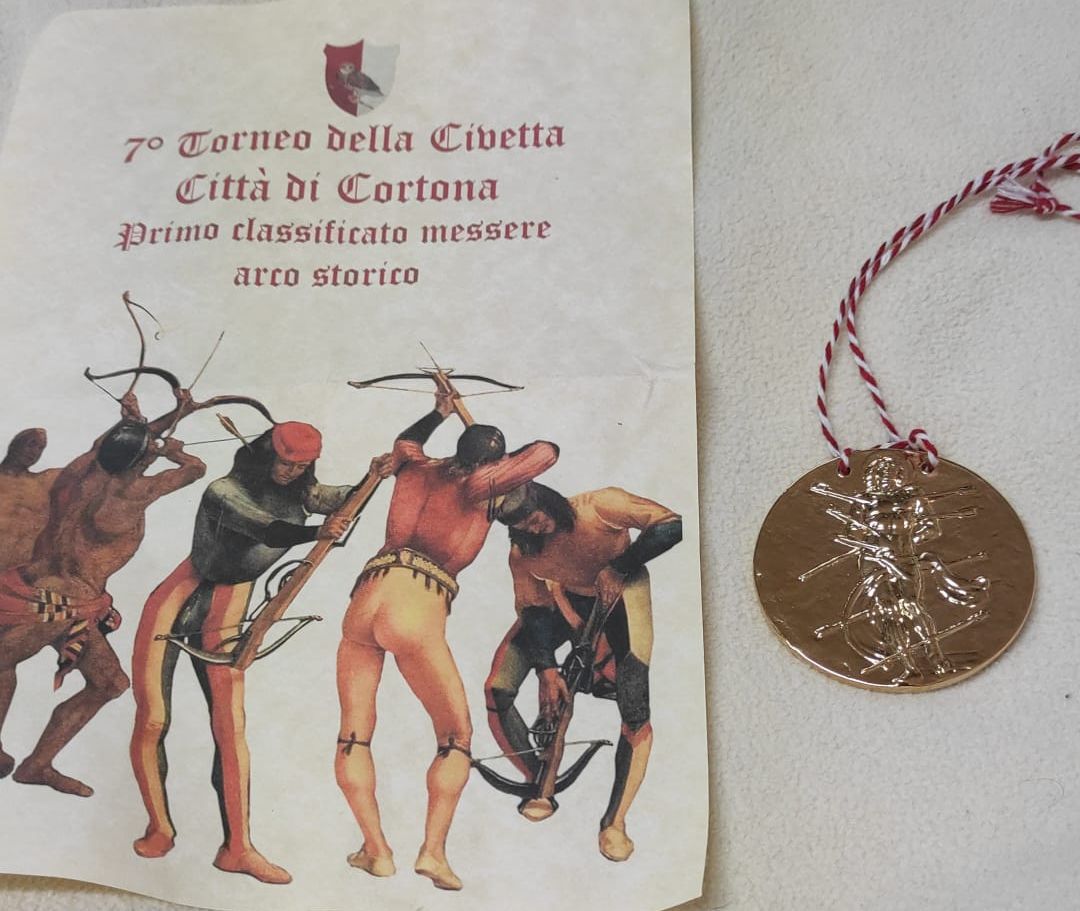 7° Torneo della Civetta
Città di Cortona
Primo classificato messere
arco storico